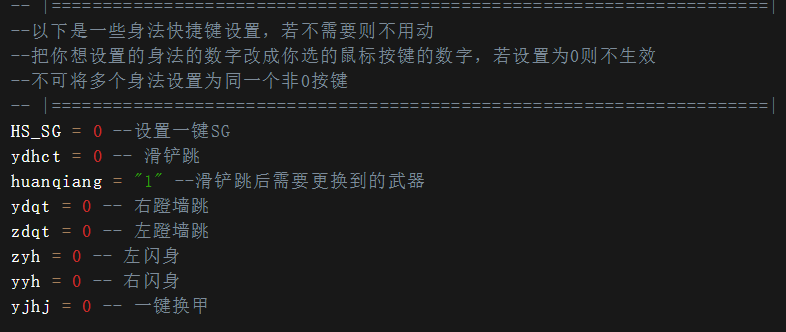 -- |======================================================================|
--以下是一些身法快捷键设置，若不需要则不用动
--把你想设置的身法的数字改成你选的鼠标按键的数字，若设置为0则不生效
--不可将多个身法设置为同一个非0按键
-- |======================================================================|
HS_SG = 0 --设置一键SG
ydhct = 0 -- 滑铲跳
huanqiang = "1" --滑铲跳后需要更换到的武器
ydqt = 0 -- 右蹬墙跳
zdqt = 0 -- 左蹬墙跳
zyh = 0 -- 左闪身
yyh = 0 -- 右闪身
yjhj = 0 -- 一键换甲